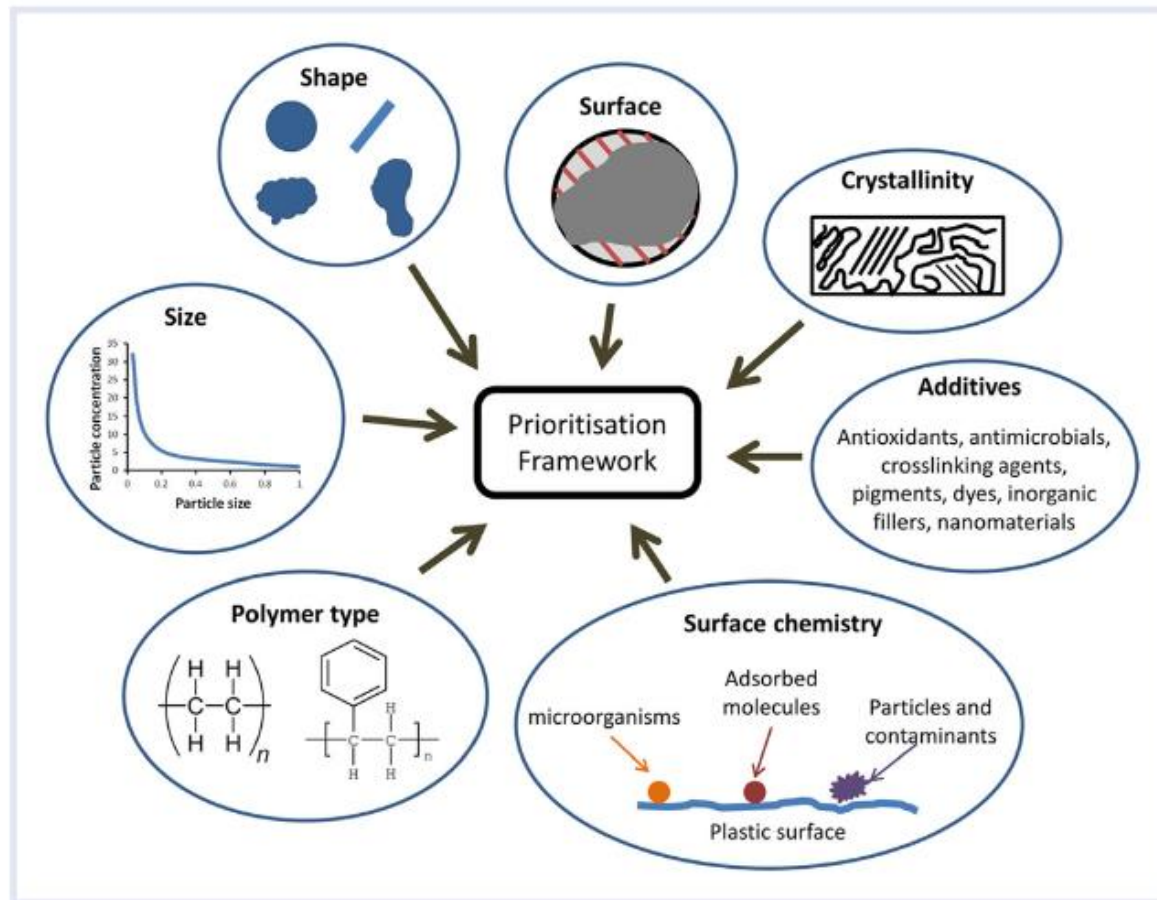 Shape
Surface
Crystallinity
Size
Particle concentration
35
30
25
20
15
10
5
0
0
0.2
0.4
0.6
0.8
1
Particle size
Prioritisation
Framework
Additives
Antioxidants, antimicrobials,
crosslinking agents,
pigments, dyes, inorganic
fillers, nanomaterials
Polymer type
H H
C C
H H
n
H
C C
n
H H
Surface chemistry
microorganisms
Adsorbed
molecules
Particles and
contaminants
Plastic surface